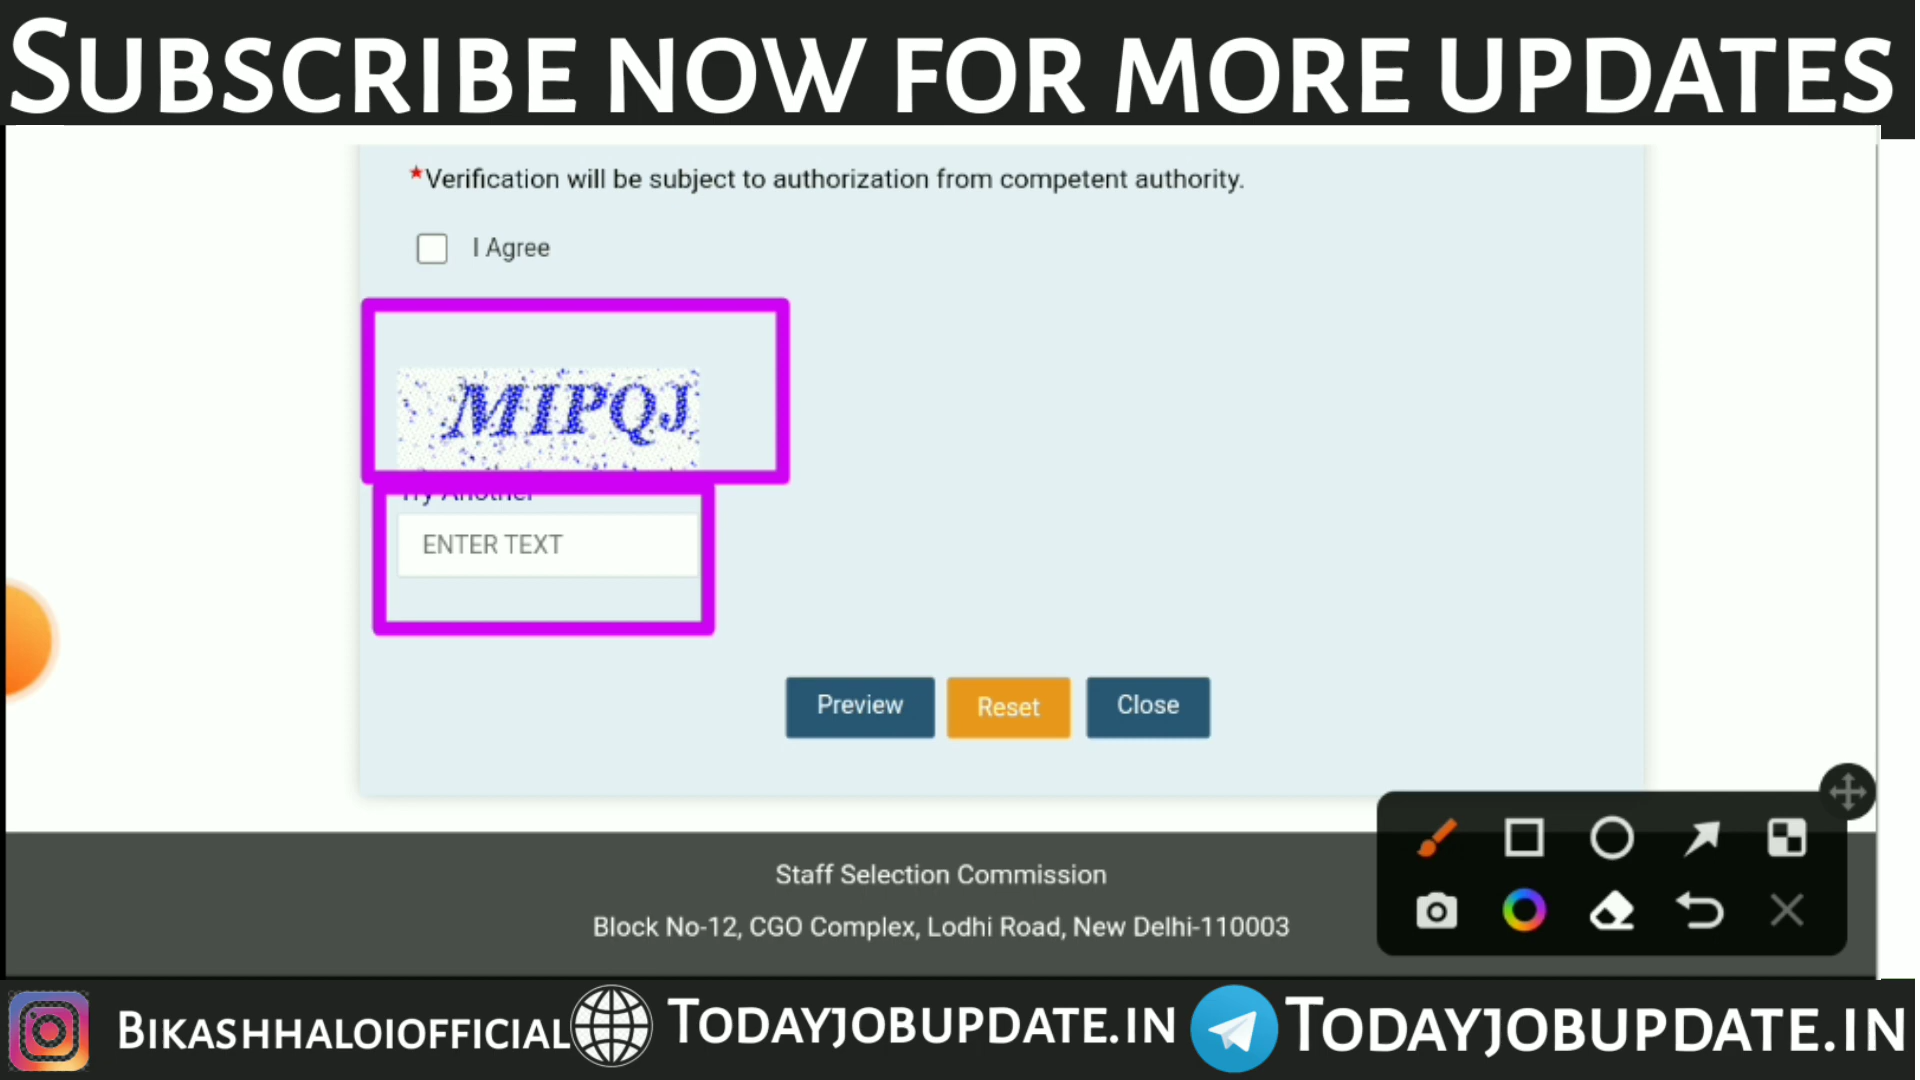 SUBSCRIBE NOW FOR MORE UPDATES
*Verification will be subject to authorization from competent authority.
I Agree
MIPQJ
Try Another
ENTER TEXT
Preview Reset Close
Staff Selection Commission
Block No-12, CGO Complex, Lodhi Road, New Delhi-110003
BIKASHHALOIOFFICIAL TODAYJOBUPDATE.IN TODAYJOBUPDATE.IN